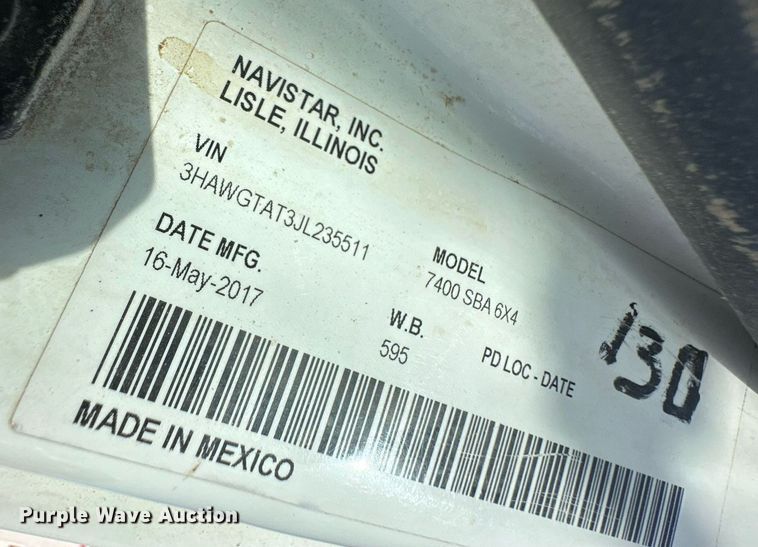 NAVISTAR, INC.
LISLE, ILLINOIS
VIN
3HAWGTAT3JL235511
DATE MFG.
16-May-2017
MODEL
7400 SBA 6X4
W.B.
595
PD LOC - DATE
130
MADE IN MEXICO
Purple Wave Auction